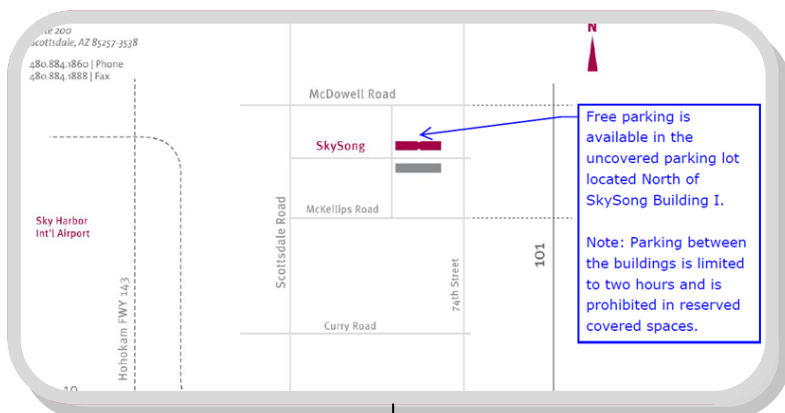 200
Scottsdale, AZ 85257-3538
480.884.1860 | Phone
480.884.1888 | Fax
N
McDowell Road
SkySong
McKellips Road
Sky Harbor
Int'l Airport
Scottsdale Road
Hohokam FWY 143
74th Street
101
Curry Road
Free parking is
available in the
uncovered parking lot
located North of
SkySong Building I.
Note: Parking between
the buildings is limited
to two hours and is
prohibited in reserved
covered spaces.